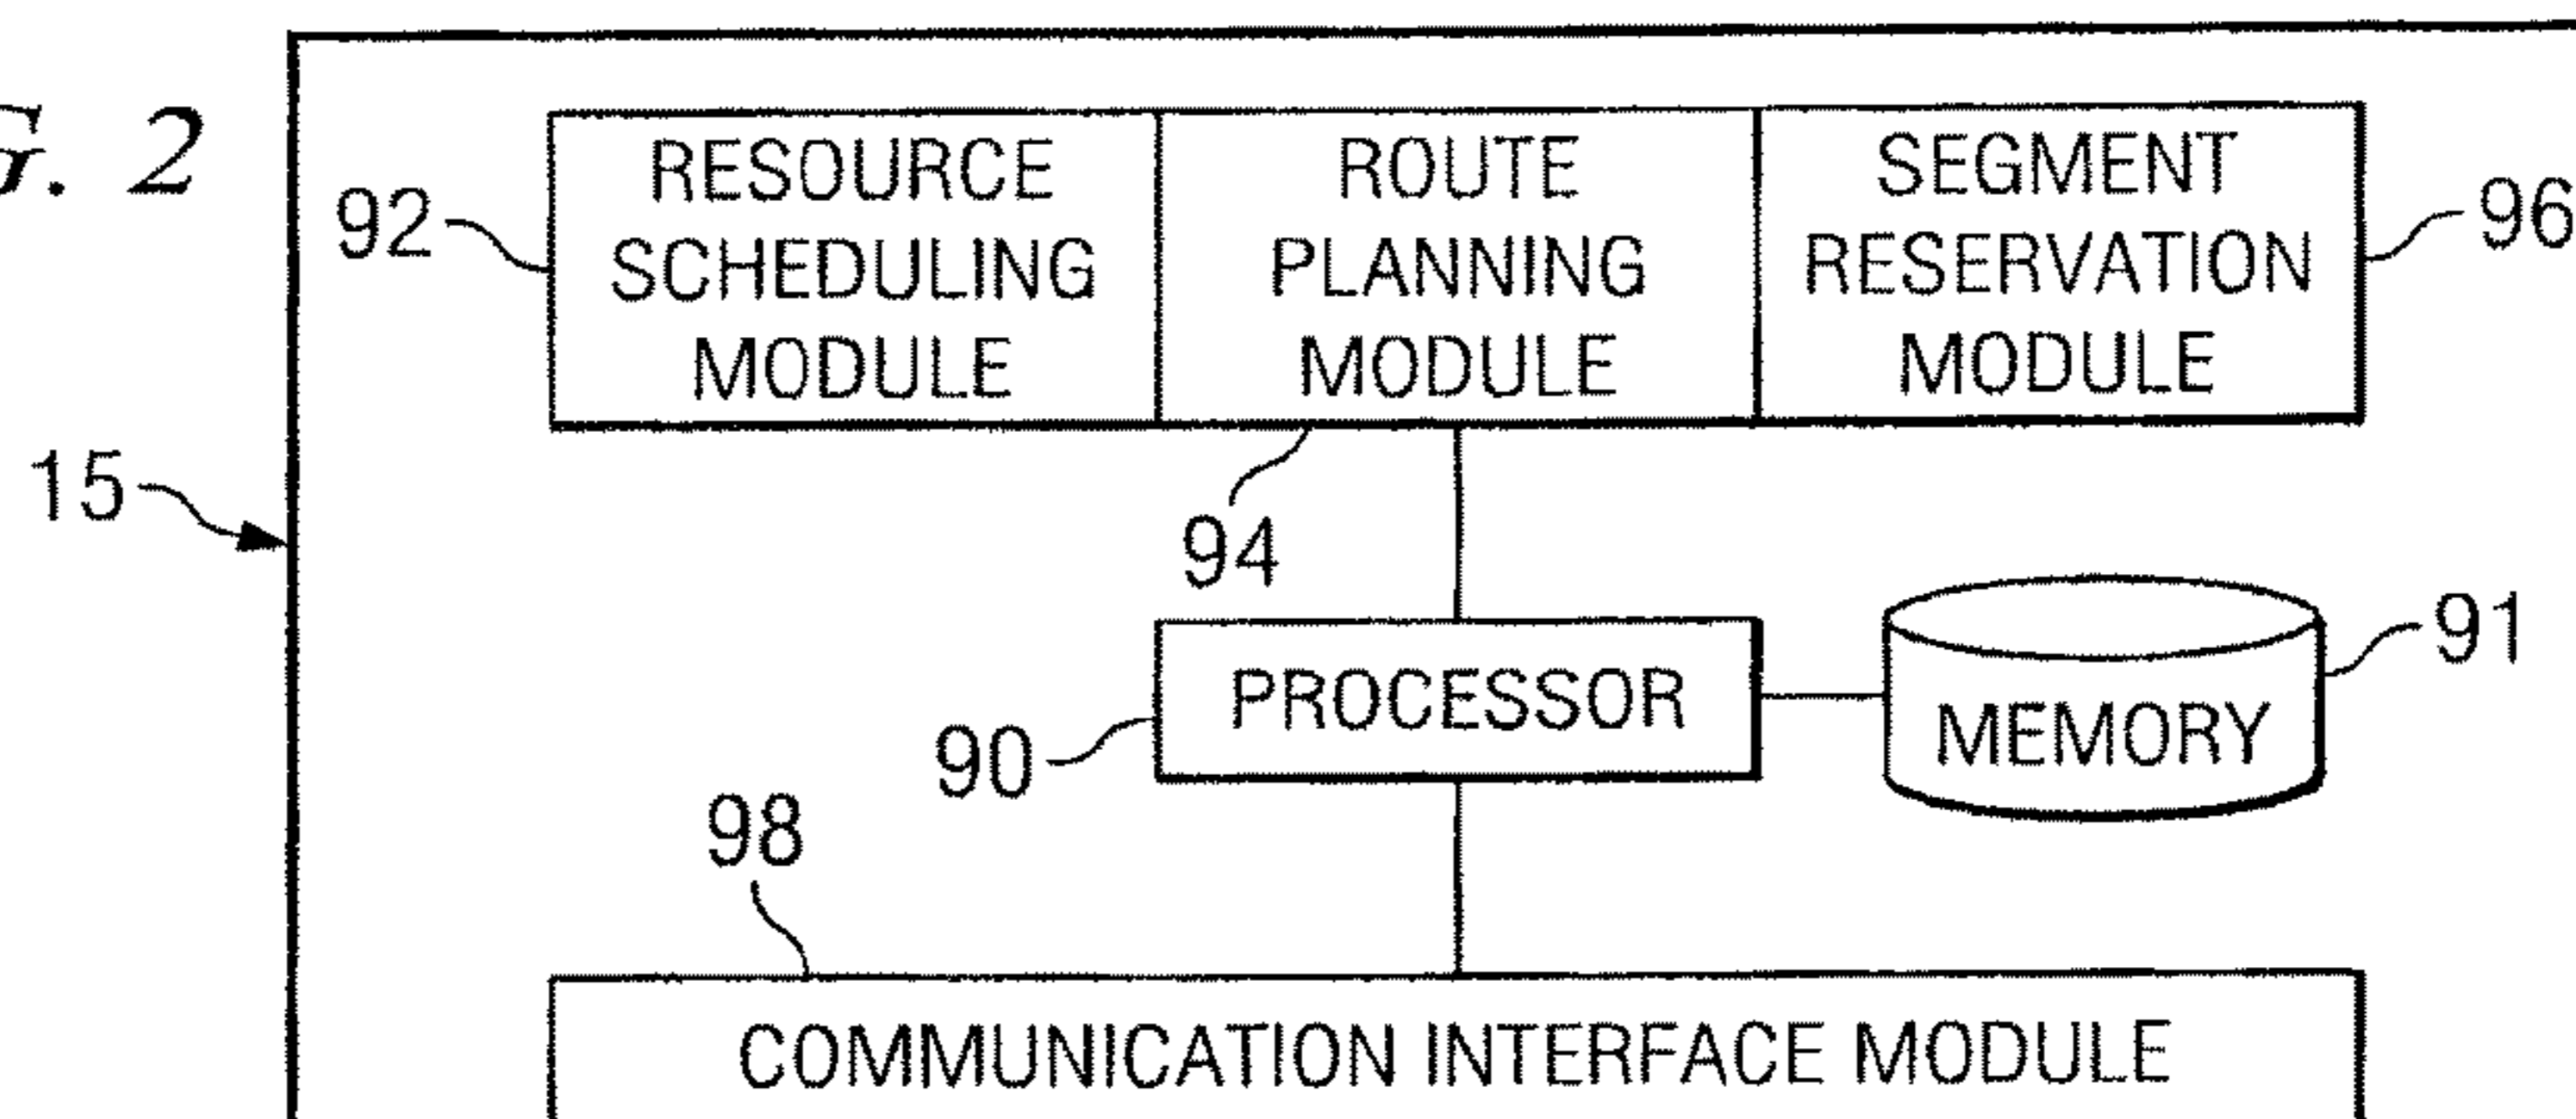 G. 2
RESOURCE
SCHEDULING
MODULE
ROUTE
PLANNING
MODULE
SEGMENT
RESERVATION
MODULE
92
96
15
94
91
PROCESSOR
MEMORY
90
98
COMMUNICATION INTERFACE MODULE